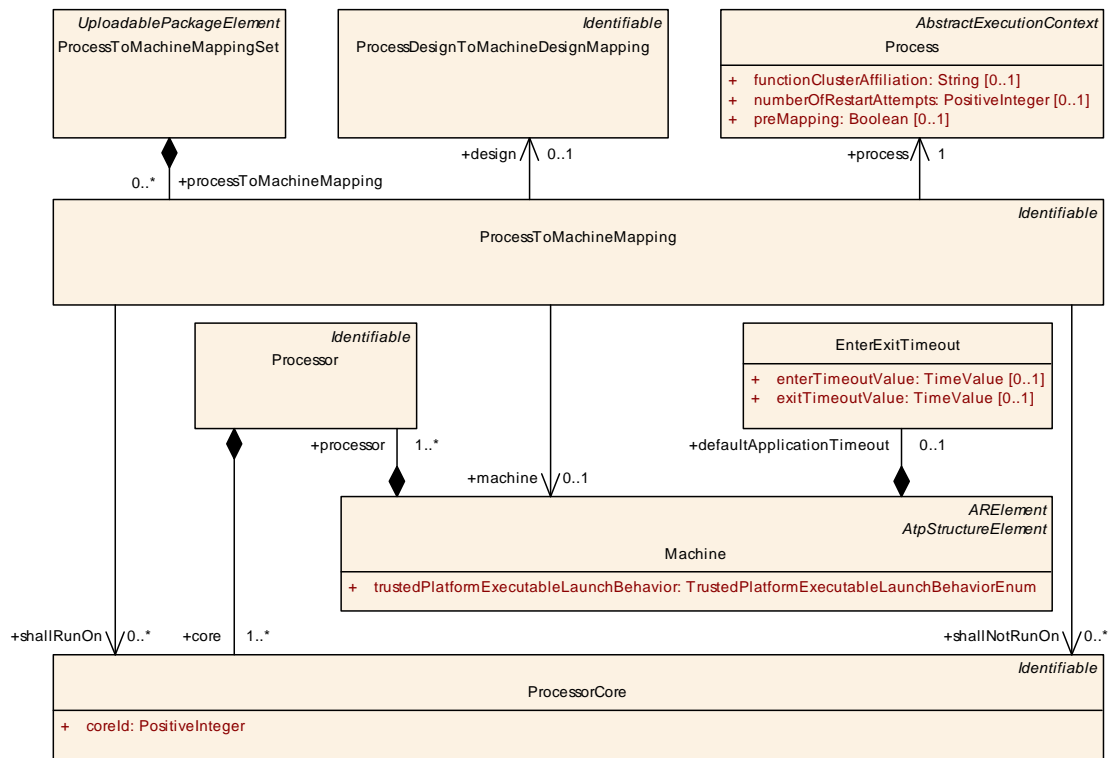 UploadablePackageElement
ProcessToMachineMappingSet
Identifiable
ProcessDesignToMachineDesignMapping
AbstractExecutionContext
Process
+ functionClusterAffiliation: String [0..1]
+ numberOfRestartAttempts: PositiveInteger [0..1]
+ preMapping: Boolean [0..1]
+design 0..1
+process 1
0..* +processToMachineMapping
Identifiable
ProcessToMachineMapping
Identifiable
Processor
EnterExitTimeout
+ enterTimeoutValue: TimeValue [0..1]
+ exitTimeoutValue: TimeValue [0..1]
+processor 1..*
+defaultApplicationTimeout 0..1
+machine 0..1
ARElement
AtpStructureElement
Machine
+ trustedPlatformExecutableLaunchBehavior: TrustedPlatformExecutableLaunchBehaviorEnum
+shallRunOn 0..*
+core 1..*
+shallNotRunOn 0..*
Identifiable
ProcessorCore
+ coreId: PositiveInteger